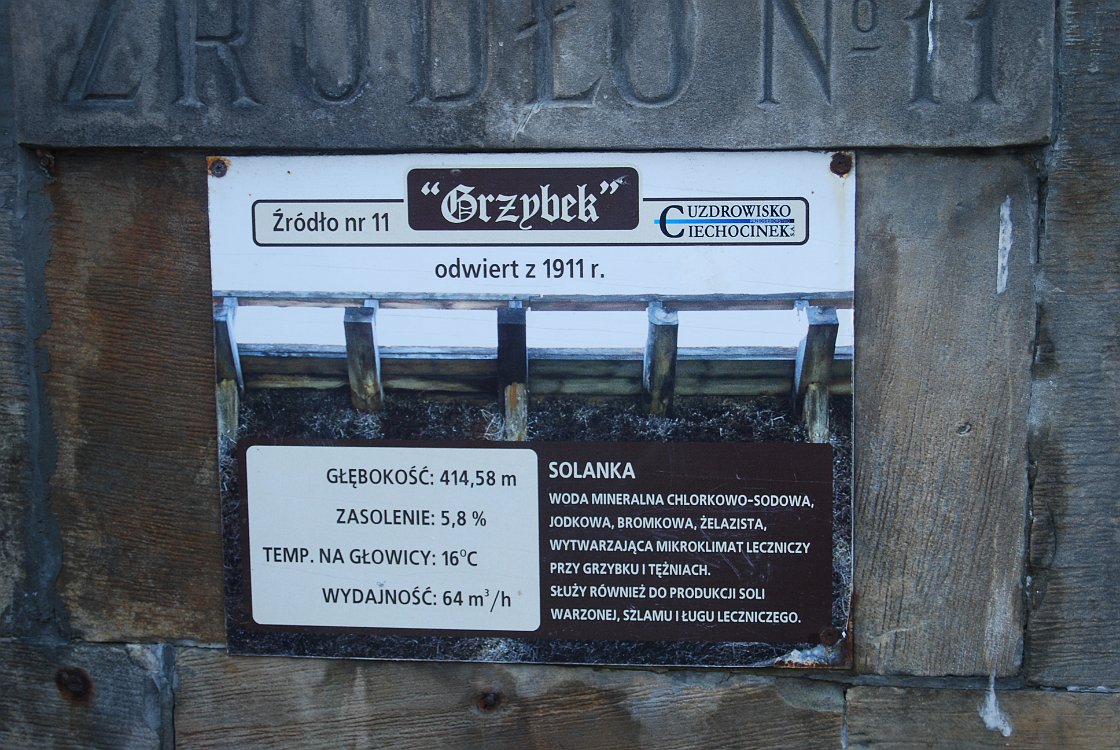 ŹRÓDŁO Nº 11
Źródło nr 11
“Grzybek”
UZDROWISKO
CIECHOCINEK
odwiert z 1911 r.
GŁĘBOKOŚĆ: 414,58 m
ZASOLENIE: 5,8 %
TEMP. NA GŁOWICY: 16°C
WYDAJNOŚĆ: 64 m³/h
SOLANKA
WODA MINERALNA CHLORKOWO-SODOWA,
JODKOWA, BROMKOWA, ŻELAZISTA,
WYTWARZAJĄCA MIKROKLIMAT LECZNICZY
PRZY GRZYBKU I TĘŻNIACH.
SŁUŻY RÓWNIEŻ DO PRODUKCJI SOLI
WARZONEJ, SZLAMU I ŁUGU LECZNICZEGO.